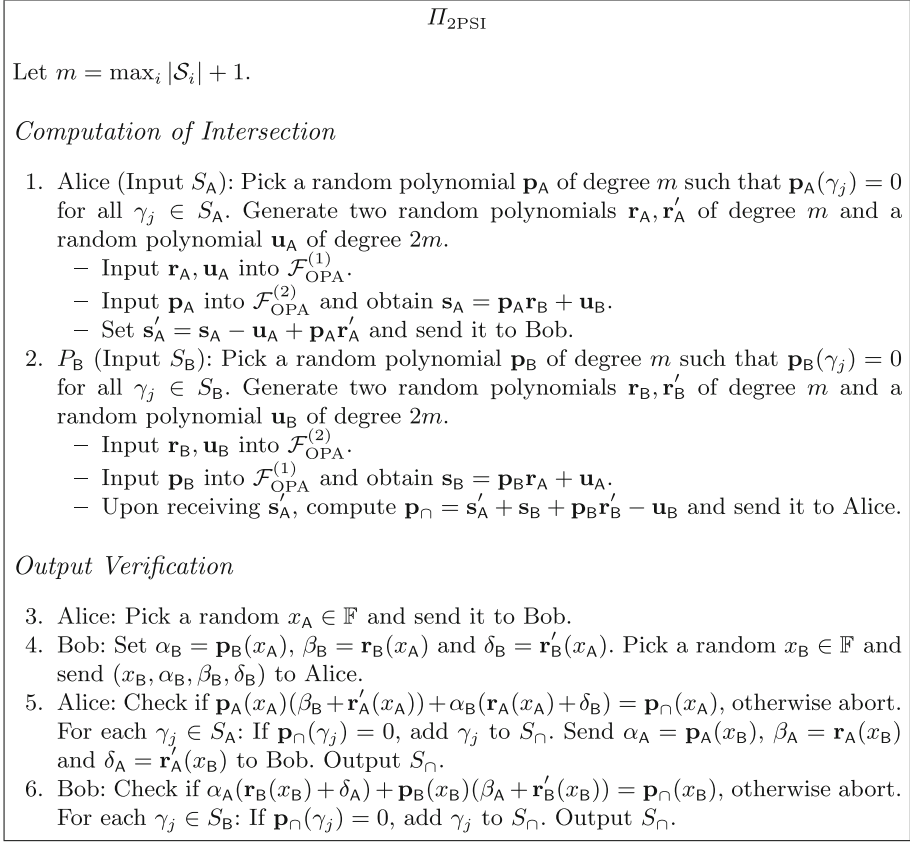 Π_2PSI
Let m = max_i |𝒮_i| + 1.
Computation of Intersection
1. Alice (Input S_A): Pick a random polynomial p_A of degree m such that p_A(γ_j) = 0
for all γ_j ∈ S_A. Generate two random polynomials r_A, r′_A of degree m and a
random polynomial u_A of degree 2m.
– Input r_A, u_A into ℱ_OPA^(1).
– Input p_A into ℱ_OPA^(2) and obtain s_A = p_A r_B + u_B.
– Set s′_A = s_A − u_A + p_A r′_A and send it to Bob.
2. P_B (Input S_B): Pick a random polynomial p_B of degree m such that p_B(γ_j) = 0
for all γ_j ∈ S_B. Generate two random polynomials r_B, r′_B of degree m and a
random polynomial u_B of degree 2m.
– Input r_B, u_B into ℱ_OPA^(2).
– Input p_B into ℱ_OPA^(1) and obtain s_B = p_B r_A + u_A.
– Upon receiving s′_A, compute p_∩ = s′_A + s_B + p_B r′_B − u_B and send it to Alice.
Output Verification
3. Alice: Pick a random x_A ∈ 𝔽 and send it to Bob.
4. Bob: Set α_B = p_B(x_A), β_B = r_B(x_A) and δ_B = r′_B(x_A). Pick a random x_B ∈ 𝔽 and
send (x_B, α_B, β_B, δ_B) to Alice.
5. Alice: Check if p_A(x_A)(β_B + r′_A(x_A)) + α_B(r_A(x_A) + δ_B) = p_∩(x_A), otherwise abort.
For each γ_j ∈ S_A: If p_∩(γ_j) = 0, add γ_j to S_∩. Send α_A = p_A(x_B), β_A = r_A(x_B)
and δ_A = r′_A(x_B) to Bob. Output S_∩.
6. Bob: Check if α_A(r_B(x_B) + δ_A) + p_B(x_B)(β_A + r′_B(x_B)) = p_∩(x_B), otherwise abort.
For each γ_j ∈ S_B: If p_∩(γ_j) = 0, add γ_j to S_∩. Output S_∩.